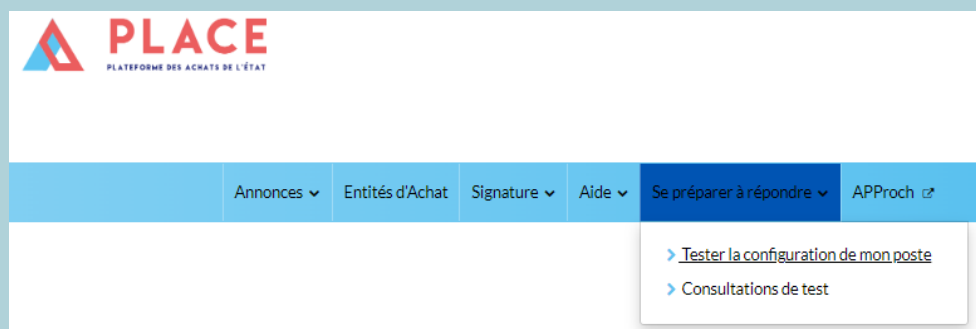 PLACE
PLATEFORME DES ACHATS DE L'ÉTAT
Annonces Entités d'Achat Signature Aide Se préparer à répondre APProch
Tester la configuration de mon poste
Consultations de test